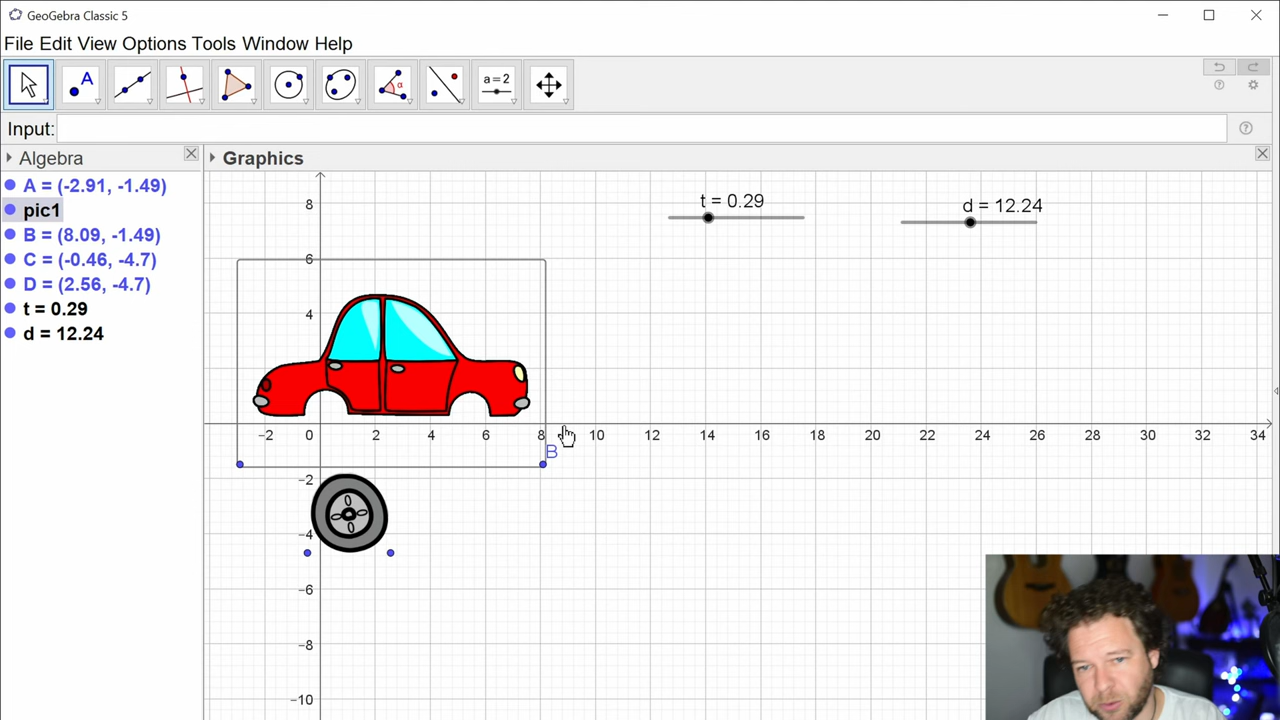 GeoGebra Classic 5
File Edit View Options Tools Window Help
A
α
a=2
Input:
Algebra
Graphics
A = (-2.91, -1.49)
pic1
B = (8.09, -1.49)
C = (-0.46, -4.7)
D = (2.56, -4.7)
t = 0.29
d = 12.24
t = 0.29
d = 12.24
8
6
4
−2 0 2 4 6 8 10 12 14 16 18 20 22 24 26 28 30 32 34
B
−2
−4
−6
−8
−10